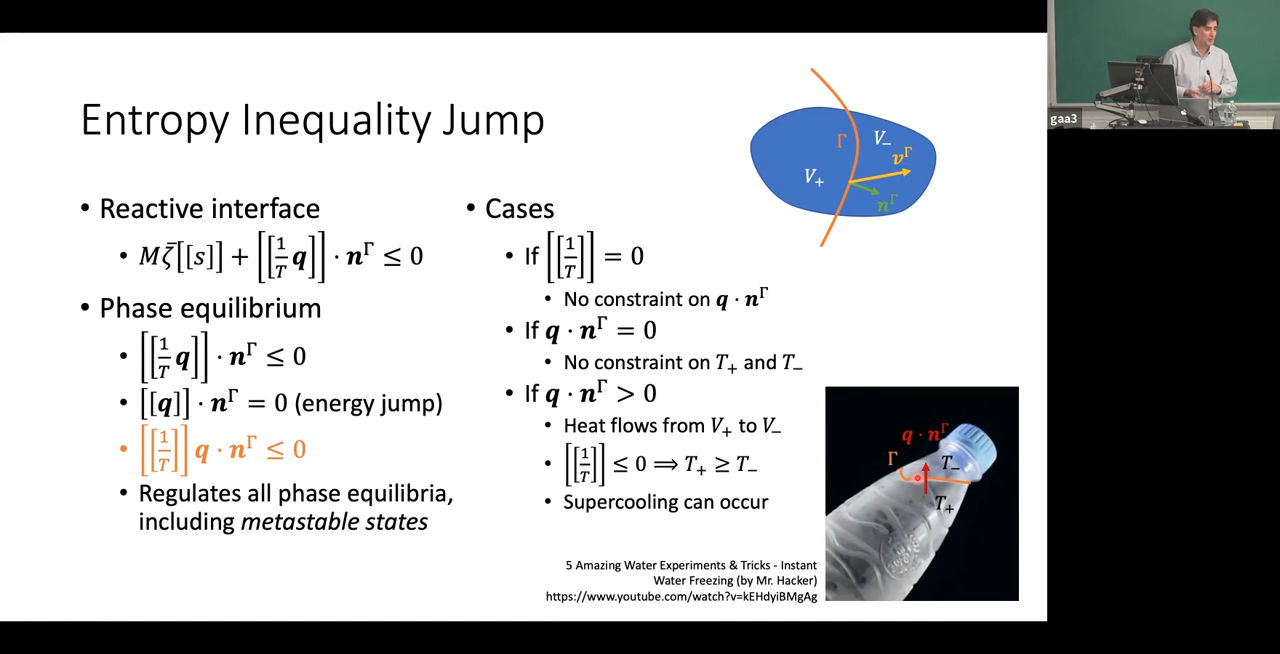 Entropy Inequality Jump
• Reactive interface
• Mζ̄[[s]] + [[1/T q]] · n^Γ ≤ 0
• Phase equilibrium
• [[1/T q]] · n^Γ ≤ 0
• [[q]] · n^Γ = 0 (energy jump)
• [[1/T]] q · n^Γ ≤ 0
• Regulates all phase equilibria,
including metastable states
• Cases
• If [[1/T]] = 0
• No constraint on q · n^Γ
• If q · n^Γ = 0
• No constraint on T₊ and T₋
• If q · n^Γ > 0
• Heat flows from V₊ to V₋
• [[1/T]] ≤ 0 ⟹ T₊ ≥ T₋
• Supercooling can occur
5 Amazing Water Experiments & Tricks - Instant
Water Freezing (by Mr. Hacker)
https://www.youtube.com/watch?v=kEHdyiBMgAg
Γ
V₋
v^Γ
V₊
n^Γ
q · n^Γ
Γ
T₋
T₊
gaa3